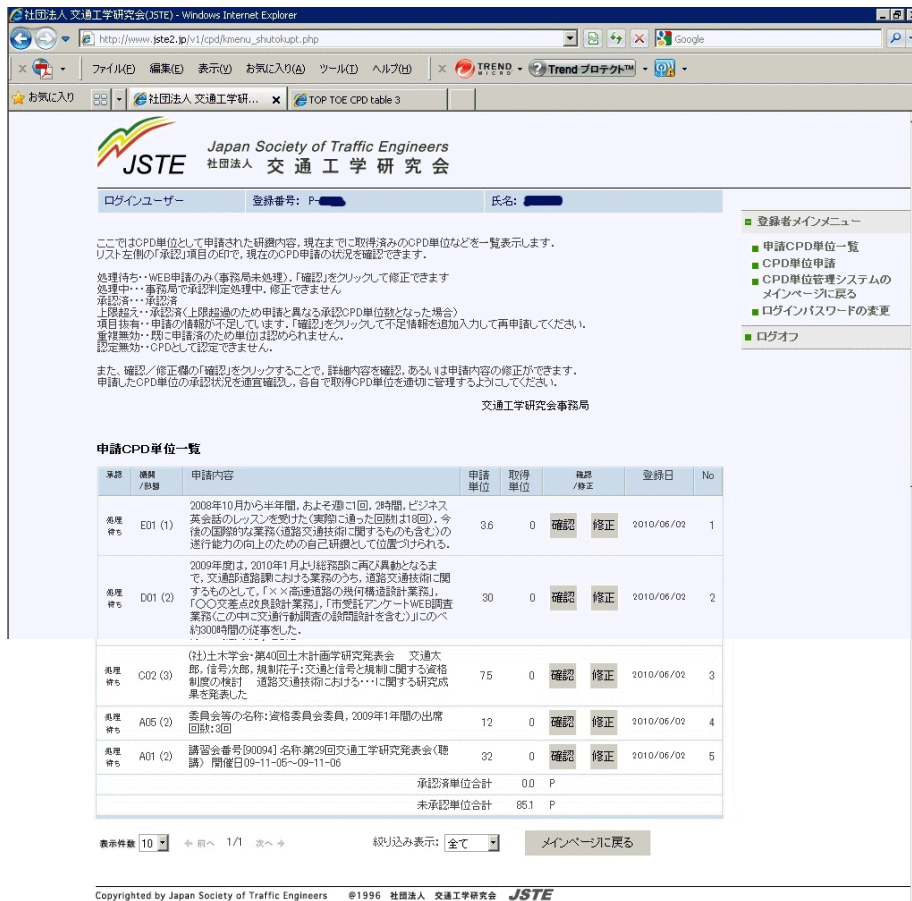 社団法人 交通工学研究会(JSTE) - Windows Internet Explorer
http://www.jste2.jp/v1/cpd/kmenu_shutokupt.php
Google
ファイル(F) 編集(E) 表示(V) お気に入り(A) ツール(T) ヘルプ(H)
TREND MICRO
Trend プロテクト™
お気に入り
社団法人 交通工学研...
TOP TOE CPD table 3
JSTE
Japan Society of Traffic Engineers
社団法人 交通工学研究会
ログインユーザー 登録番号: P- 氏名:
ここではCPD単位として申請された研鑽内容, 現在までに取得済みのCPD単位などを一覧表示します.
リスト左側の「承認」項目の印で, 現在のCPD申請の状況を確認できます.
処理待ち・・WEB申請のみ(事務局未処理). 「確認」をクリックして修正できます
処理中・・・事務局で承認判定処理中. 修正できません
承認済・・・承認済
上限超え・・承認済(上限超過のため申請と異なる承認CPD単位数となった場合)
項目抜有・・申請の情報が不足しています. 「確認」をクリックして不足情報を追加入力して再申請してください.
重複無効・・既に申請済のため単位は認められません.
認定無効・・CPDとして認定できません.
また, 確認/修正欄の「確認」をクリックすることで, 詳細内容を確認, あるいは申請内容の修正ができます.
申請したCPD単位の承認状況を適宜確認し, 各自で取得CPD単位を適切に管理するようにしてください.
交通工学研究会事務局
登録者メインメニュー
申請CPD単位一覧
CPD単位申請
CPD単位管理システムの
メインページに戻る
ログインパスワードの変更
ログオフ
申請CPD単位一覧
承認 機関/形態 申請内容 申請単位 取得単位 確認/修正 登録日 No
処理待ち E01 (1) 2008年10月から半年間, およそ週に1回, 2時間, ビジネス
英会話のレッスンを受けた(実際に通った回数は18回). 今
後の国際的な業務(道路交通技術に関するものも含む)の
遂行能力の向上のための自己研鑽として位置づけられる.
3.6 0 確認 修正 2010/06/02 1
処理待ち D01 (2) 2009年度は, 2010年1月より総務部に再び異動となるま
で, 交通部道路課における業務のうち, 道路交通技術に関
するものとして, 「××高速道路の幾何構造設計業務」,
「〇〇交差点改良設計業務」, 「市受託アンケートWEB調査
業務(この中に交通行動調査の設問設計を含む)」にのべ
約300時間の従事をした.
30 0 確認 修正 2010/06/02 2
処理待ち C02 (3) (社)土木学会・第40回土木計画学研究発表会 交通太
郎, 信号次郎, 規制花子:交通と信号と規制に関する資格
制度の検討 道路交通技術における・・・に関する研究成
果を発表した
7.5 0 確認 修正 2010/06/02 3
処理待ち A05 (2) 委員会等の名称:資格委員会委員, 2009年1年間の出席
回数:3回
12 0 確認 修正 2010/06/02 4
処理待ち A01 (2) 講習会番号[90094] 名称:第29回交通工学研究発表会(聴
講) 開催日09-11-05～09-11-06
32 0 確認 修正 2010/06/02 5
承認済単位合計 0.0 P
未承認単位合計 85.1 P
表示件数 10 前へ 1/1 次へ 絞り込み表示: 全て メインページに戻る
Copyrighted by Japan Society of Traffic Engineers ©1996 社団法人 交通工学研究会 JSTE